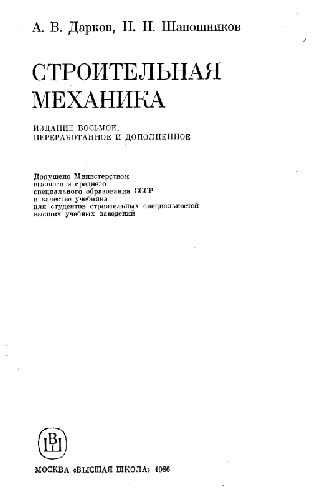 А. В. Дарков, Н. Н. Шапошников
СТРОИТЕЛЬНАЯ
МЕХАНИКА
ИЗДАНИЕ ВОСЬМОЕ,
ПЕРЕРАБОТАННОЕ И ДОПОЛНЕННОЕ
Допущено Министерством
высшего и среднего
специального образования СССР
в качестве учебника
для студентов строительных специальностей
высших учебных заведений
ВШ
МОСКВА «ВЫСШАЯ ШКОЛА» 1986